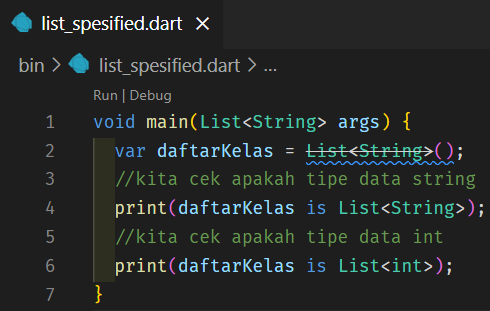 list_spesified.dart ×
bin > list_spesified.dart > ...
Run | Debug
1 void main(List<String> args) {
2 var daftarKelas = List<String>();
3 //kita cek apakah tipe data string
4 print(daftarKelas is List<String>);
5 //kita cek apakah tipe data int
6 print(daftarKelas is List<int>);
7 }